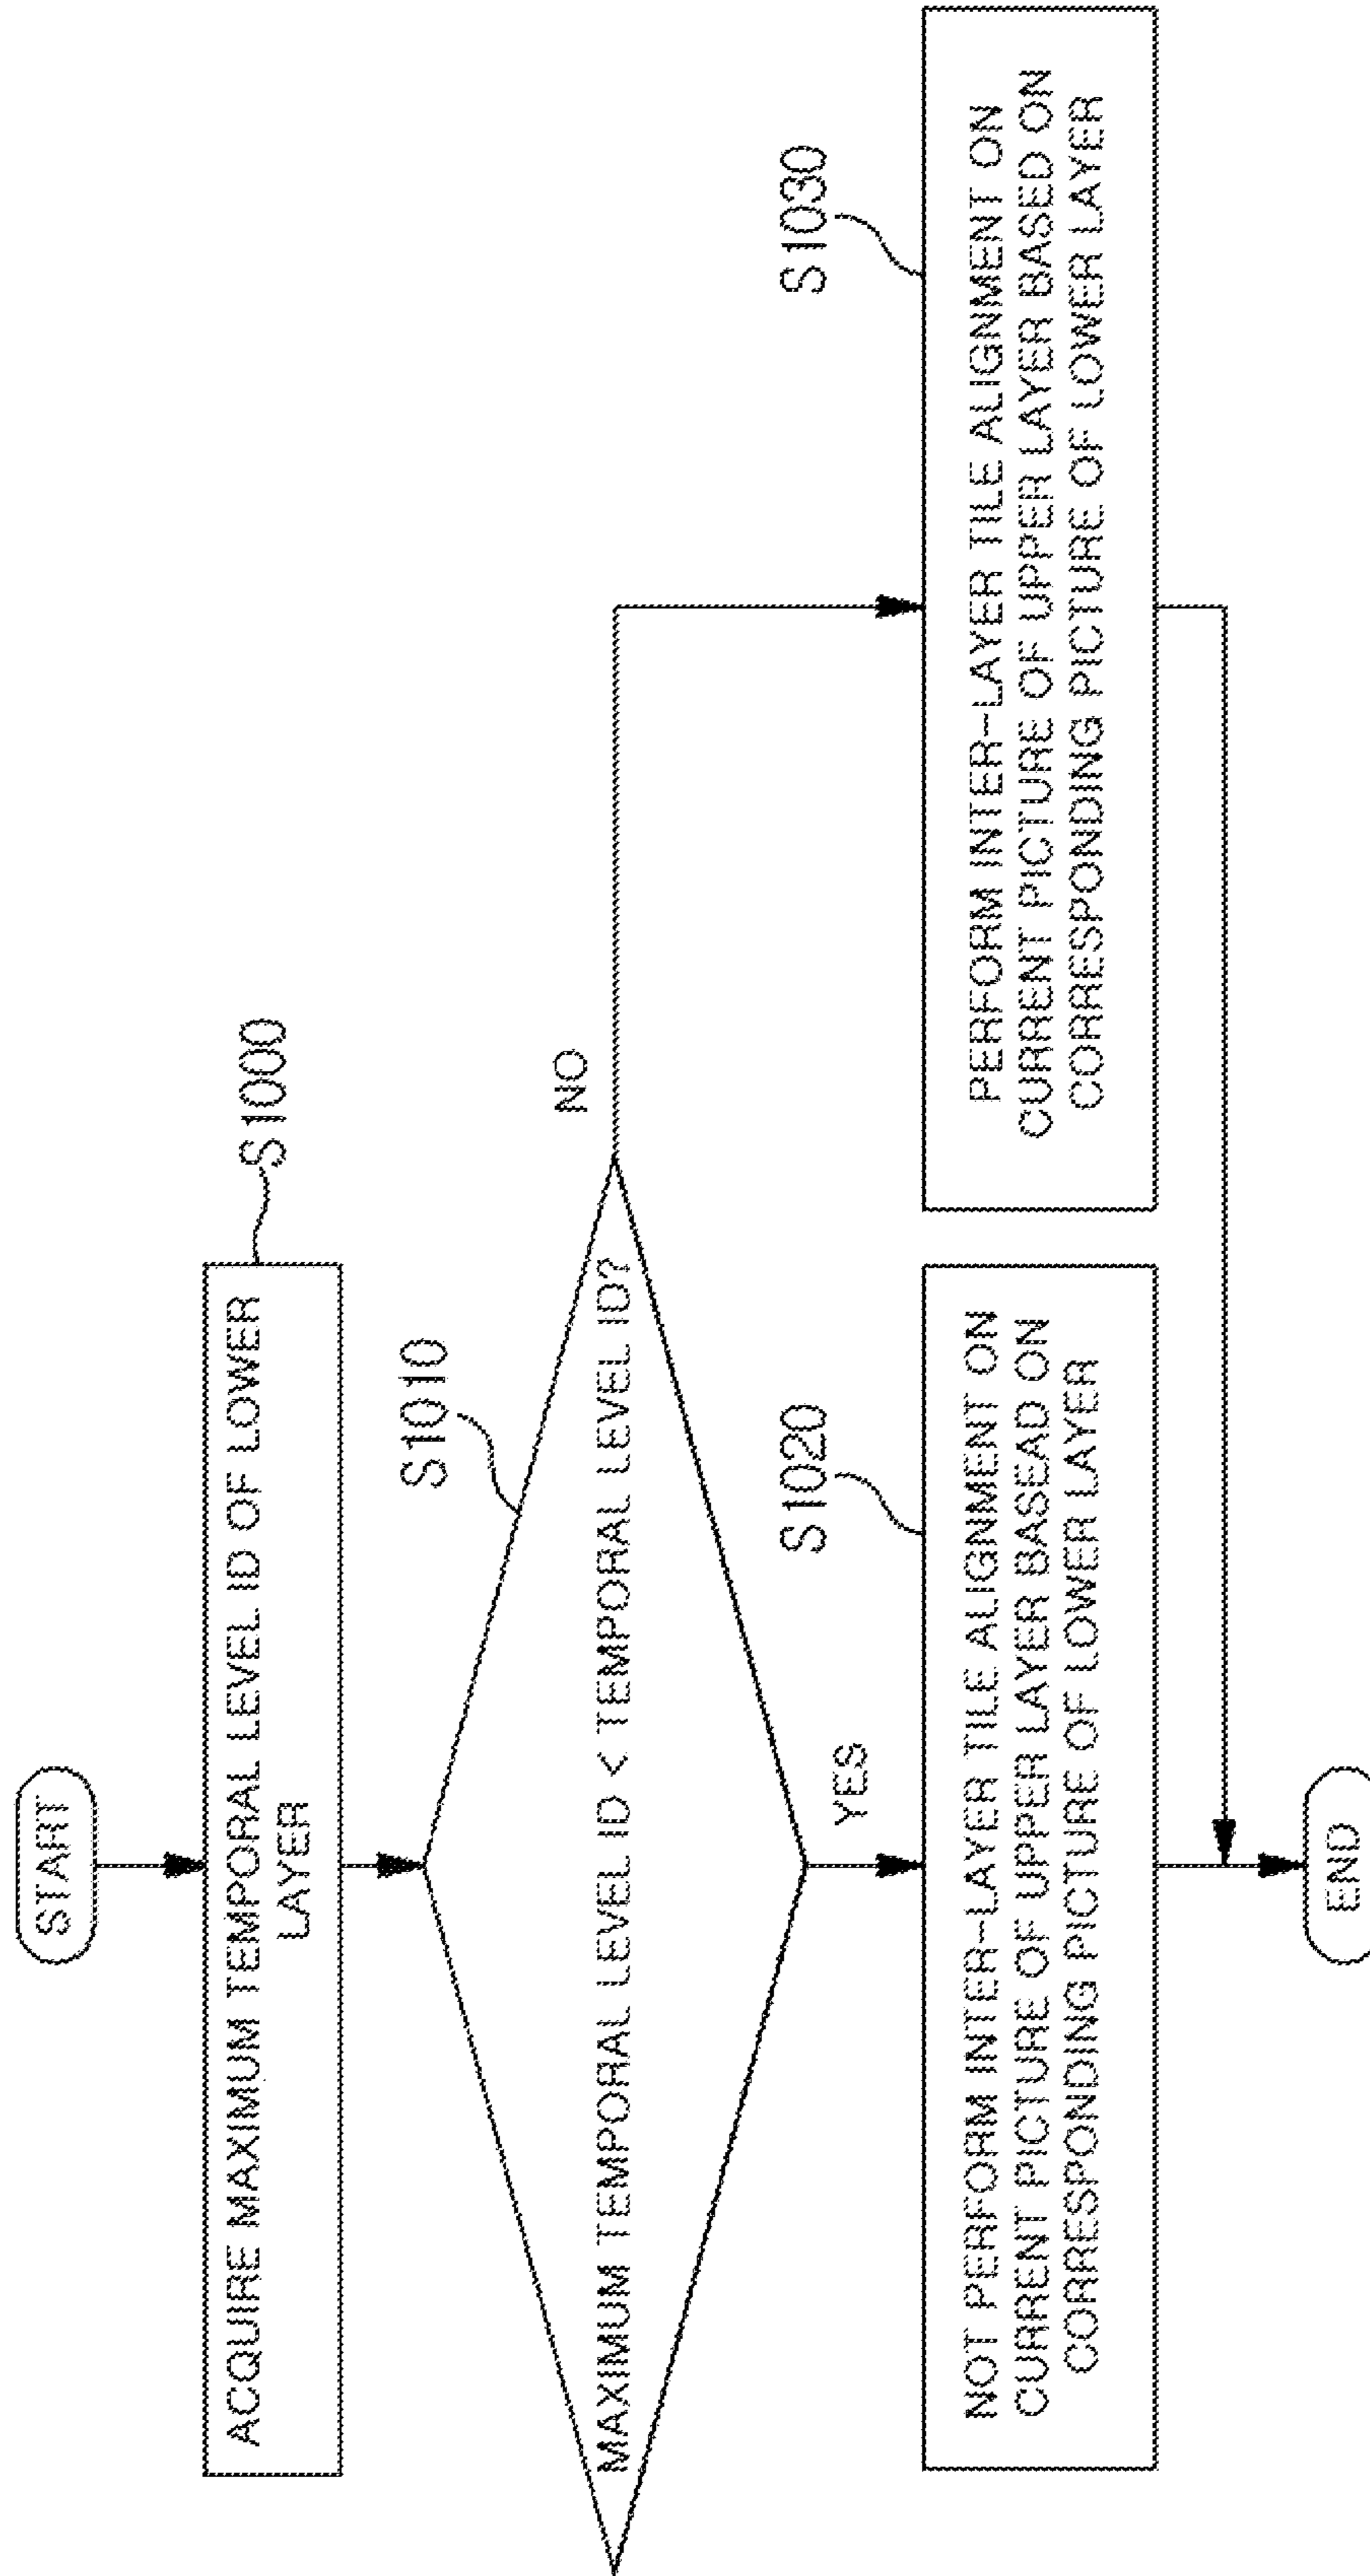 START
ACQUIRE MAXIMUM TEMPORAL LEVEL ID OF LOWER
LAYER
S1000
MAXIMUM TEMPORAL LEVEL ID < TEMPORAL LEVEL ID?
S1010
NO
YES
NOT PERFORM INTER-LAYER TILE ALIGNMENT ON
CURRENT PICTURE OF UPPER LAYER BASEAD ON
CORRESPONDING PICTURE OF LOWER LAYER
S1020
PERFORM INTER-LAYER TILE ALIGNMENT ON
CURRENT PICTURE OF UPPER LAYER BASED ON
CORRESPONDING PICTURE OF LOWER LAYER
S1030
END